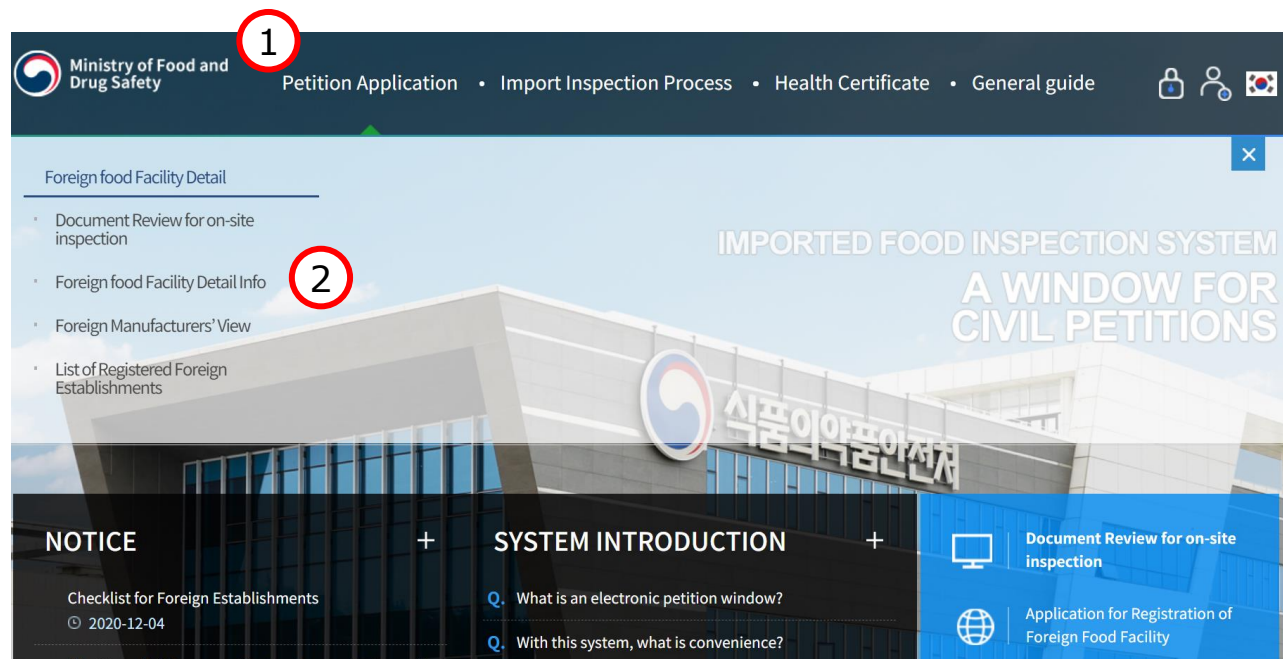 1
Ministry of Food and
Drug Safety
Petition Application • Import Inspection Process • Health Certificate • General guide
Foreign food Facility Detail
Document Review for on-site
inspection
Foreign food Facility Detail Info
2
Foreign Manufacturers' View
List of Registered Foreign
Establishments
IMPORTED FOOD INSPECTION SYSTEM
A WINDOW FOR
CIVIL PETITIONS
식품의약품안전처
NOTICE +
Checklist for Foreign Establishments
2020-12-04
SYSTEM INTRODUCTION +
Q. What is an electronic petition window?
Q. With this system, what is convenience?
Document Review for on-site
inspection
Application for Registration of
Foreign Food Facility